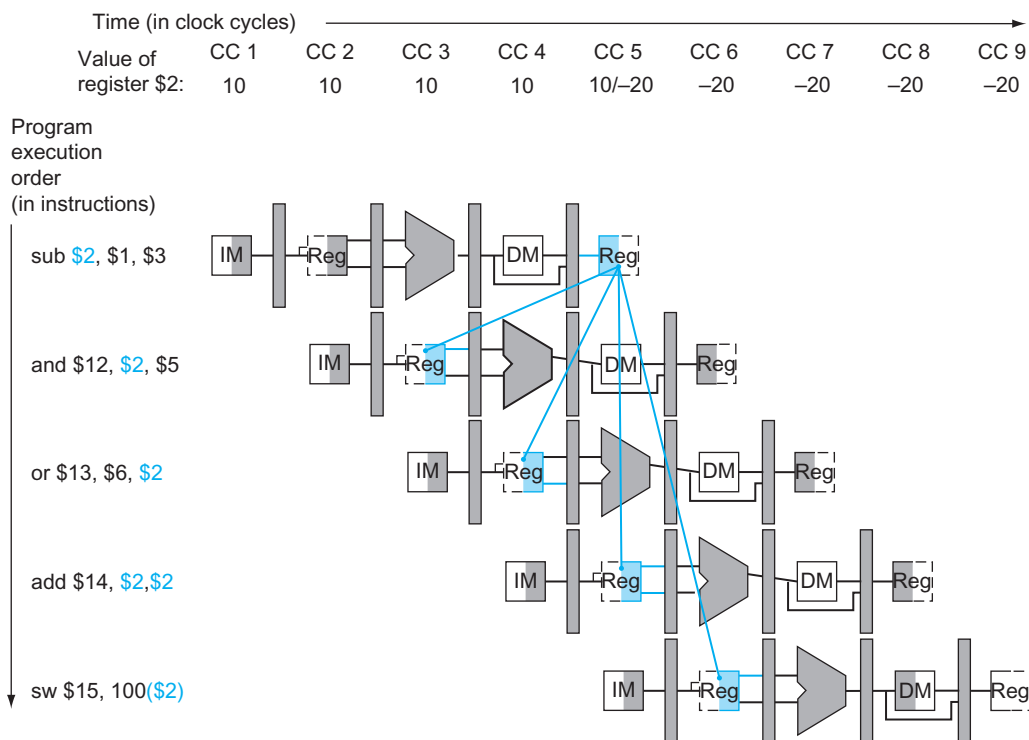 Time (in clock cycles)
Value of register $2:
CC 1 CC 2 CC 3 CC 4 CC 5 CC 6 CC 7 CC 8 CC 9
10 10 10 10 10/–20 –20 –20 –20 –20
Program
execution
order
(in instructions)
sub $2, $1, $3
IM Reg DM Reg
and $12, $2, $5
IM Reg DM Reg
or $13, $6, $2
IM Reg DM Reg
add $14, $2,$2
IM Reg DM Reg
sw $15, 100($2)
IM Reg DM Reg